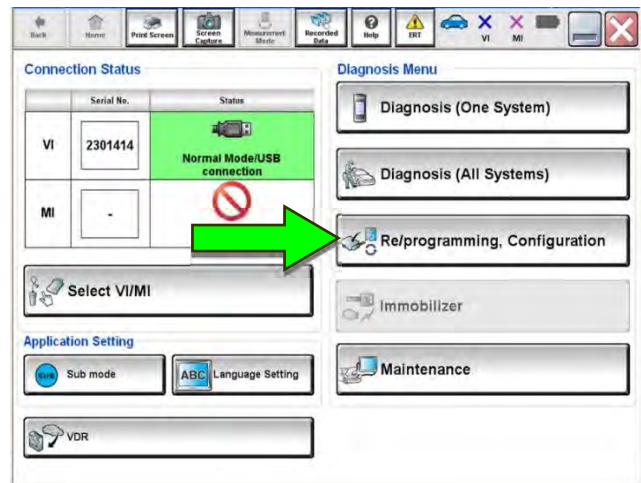 Back
Home
Print Screen
Screen
Capture
Measurement
Mode
Recorded
Data
Help
ERT
VI
MI
Connection Status
Serial No.
Status
VI
2301414
Normal Mode/USB
connection
MI
-
Select VI/MI
Application Setting
SUB
Sub mode
ABC
Language Setting
VDR
Diagnosis Menu
Diagnosis (One System)
Diagnosis (All Systems)
Re/programming, Configuration
Immobilizer
Maintenance